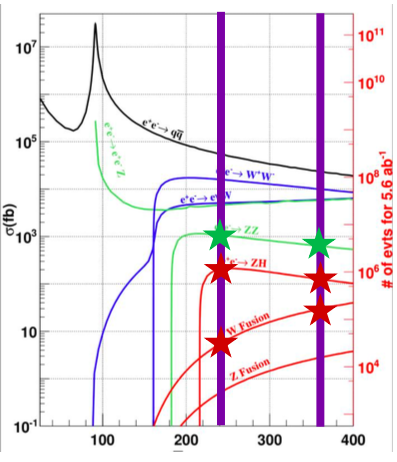 10⁷
10⁵
10³
10
10⁻¹
σ(fb)
e⁺e⁻→ qq̅
e⁺e⁻→ e⁺e⁻Z
e⁻→ W⁺W⁻
e⁺e⁻→
→ ZZ
e⁻→ ZH
W Fusion
Z Fusion
10¹¹
10¹⁰
10⁸
10⁶
10⁴
# of evts for 5.6 ab⁻¹
100
200
300
400